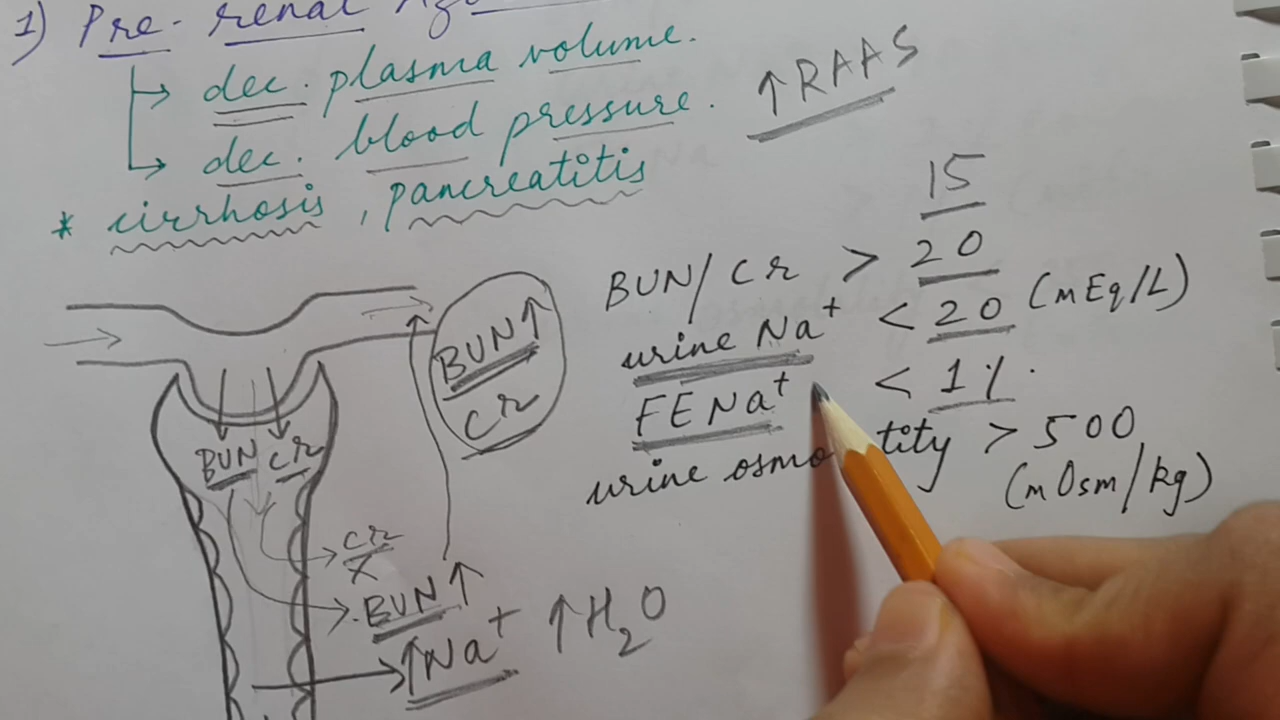 1) Pre-renal
dec. plasma volume.
dec. blood pressure.
↑RAAS
* cirrhosis, pancreatitis
15
BUN/Cr > 20
urine Na+ < 20 (mEq/L)
FENa+ < 1%.
urine osmo tity > 500
(mOsm/kg)
BUN↑
Cr
BUN Cr
Cr
X
BUN↑
↑Na+ ↑H2O